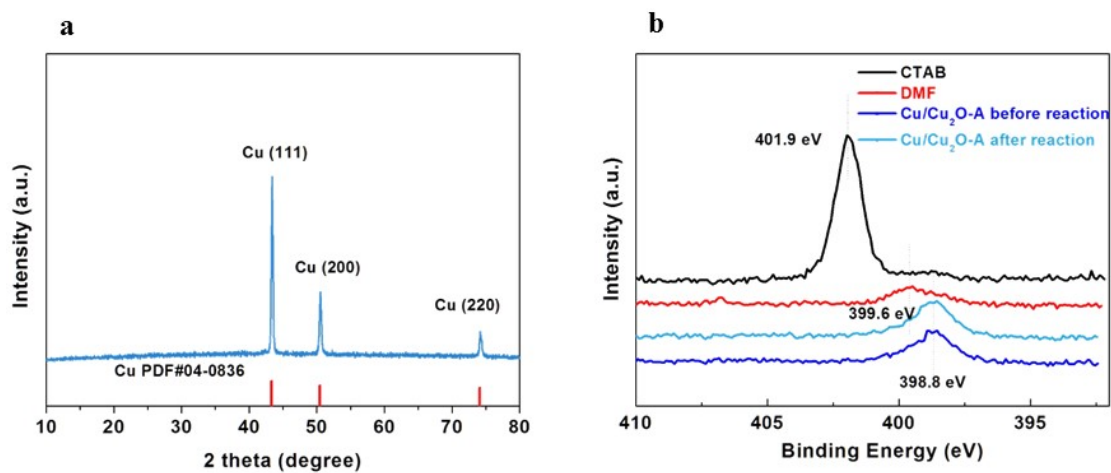 a
Cu (111)
Cu (200)
Cu (220)
Cu PDF#04-0836
Intensity (a.u.)
10 20 30 40 50 60 70 80
2 theta (degree)
b
CTAB
DMF
Cu/Cu₂O-A before reaction
Cu/Cu₂O-A after reaction
401.9 eV
399.6 eV
398.8 eV
Intensity (a.u.)
410 405 400 395
Binding Energy (eV)